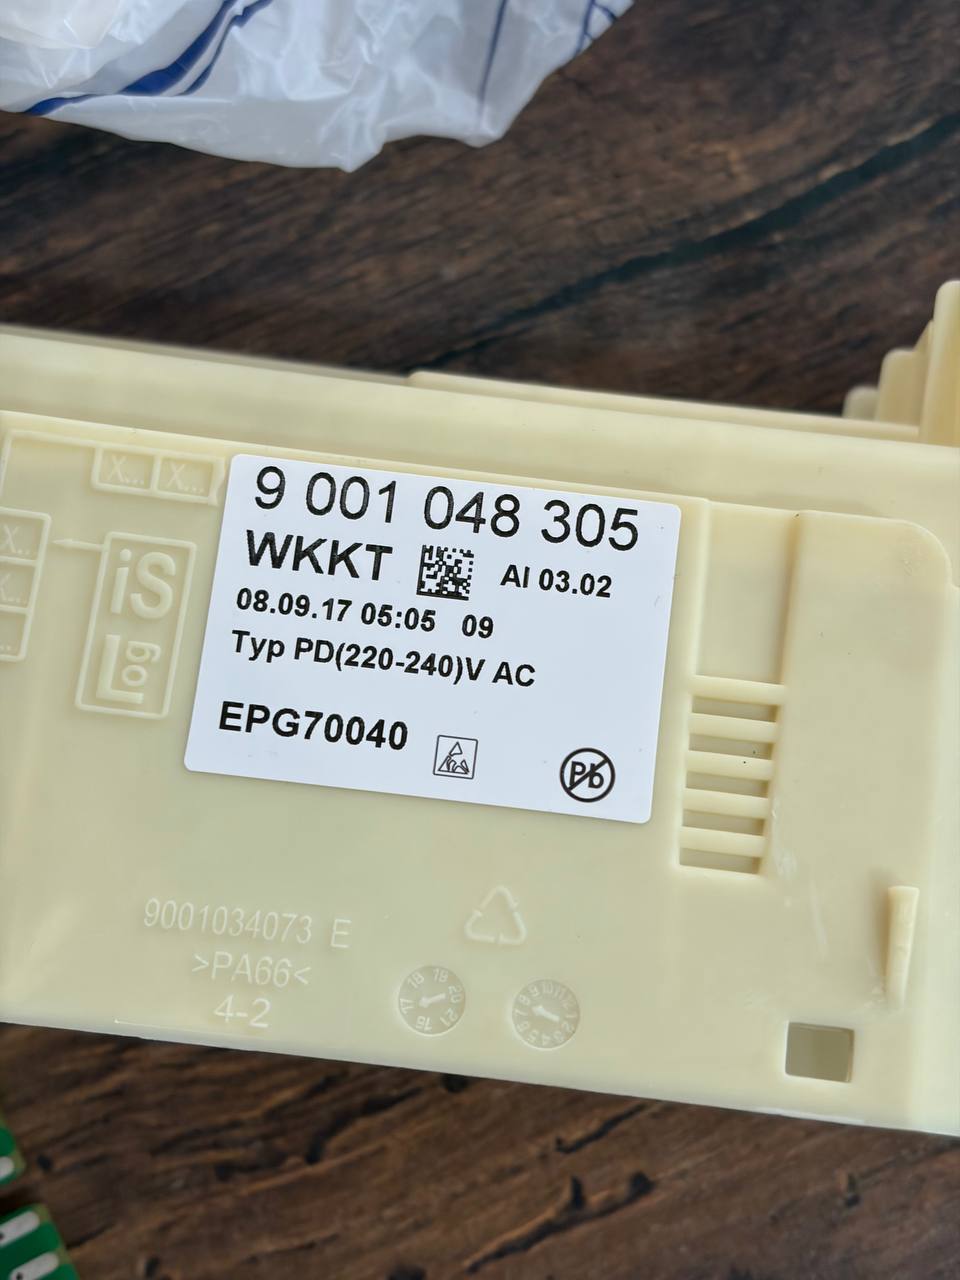 X... X...
X..
iS
Log
9 001 048 305
WKKT AI 03.02
08.09.17 05:05 09
Typ PD(220-240)V AC
EPG70040
Pb
9001034073 E
>PA66<
4-2